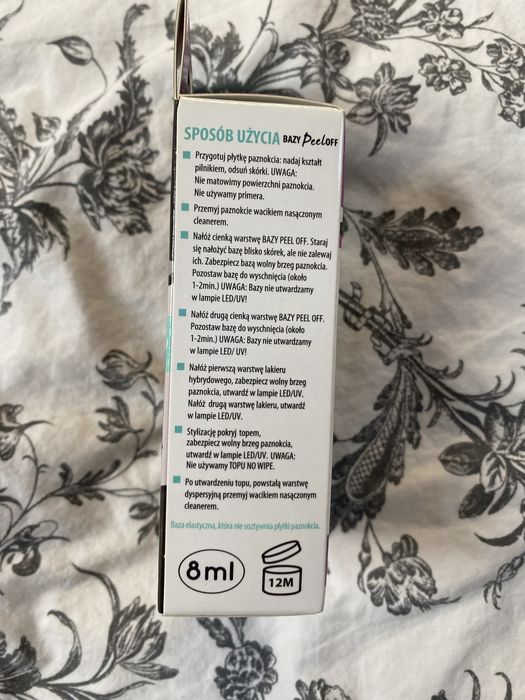 SPOSÓB UŻYCIA BAZY Peel OFF
Przygotuj płytkę paznokcia: nadaj kształt
pilnikiem, odsuń skórki. UWAGA:
Nie matowimy powierzchni paznokcia.
Nie używamy primera.
Przemyj paznokcie wacikiem nasączonym
cleanerem.
Nałóż cienką warstwę BAZY PEEL OFF. Staraj
się nałożyć bazę blisko skórek, ale nie zalewaj
ich. Zabezpiecz bazą wolny brzeg paznokcia.
Pozostaw bazę do wyschnięcia (około
1-2min.) UWAGA: Bazy nie utwardzamy
w lampie LED/UV!
Nałóż drugą cienką warstwę BAZY PEEL OFF.
Pozostaw bazę do wyschnięcia (około
1-2min.) UWAGA: Bazy nie utwardzamy
w lampie LED/ UV!
Nałóż pierwszą warstwę lakieru
hybrydowego, zabezpiecz wolny brzeg
paznokcia, utwardź w lampie LED/UV.
Nałóż drugą warstwę lakieru, utwardź
w lampie LED/UV.
Stylizację pokryj topem,
zabezpiecz wolny brzeg paznokcia,
utwardź w lampie LED/UV. UWAGA:
Nie używamy TOPU NO WIPE.
Po utwardzeniu topu, powstałą warstwę
dyspersyjną przemyj wacikiem nasączonym
cleanerem.
Baza elastyczna, która nie usztywnia płytki paznokcia.
8ml
12M